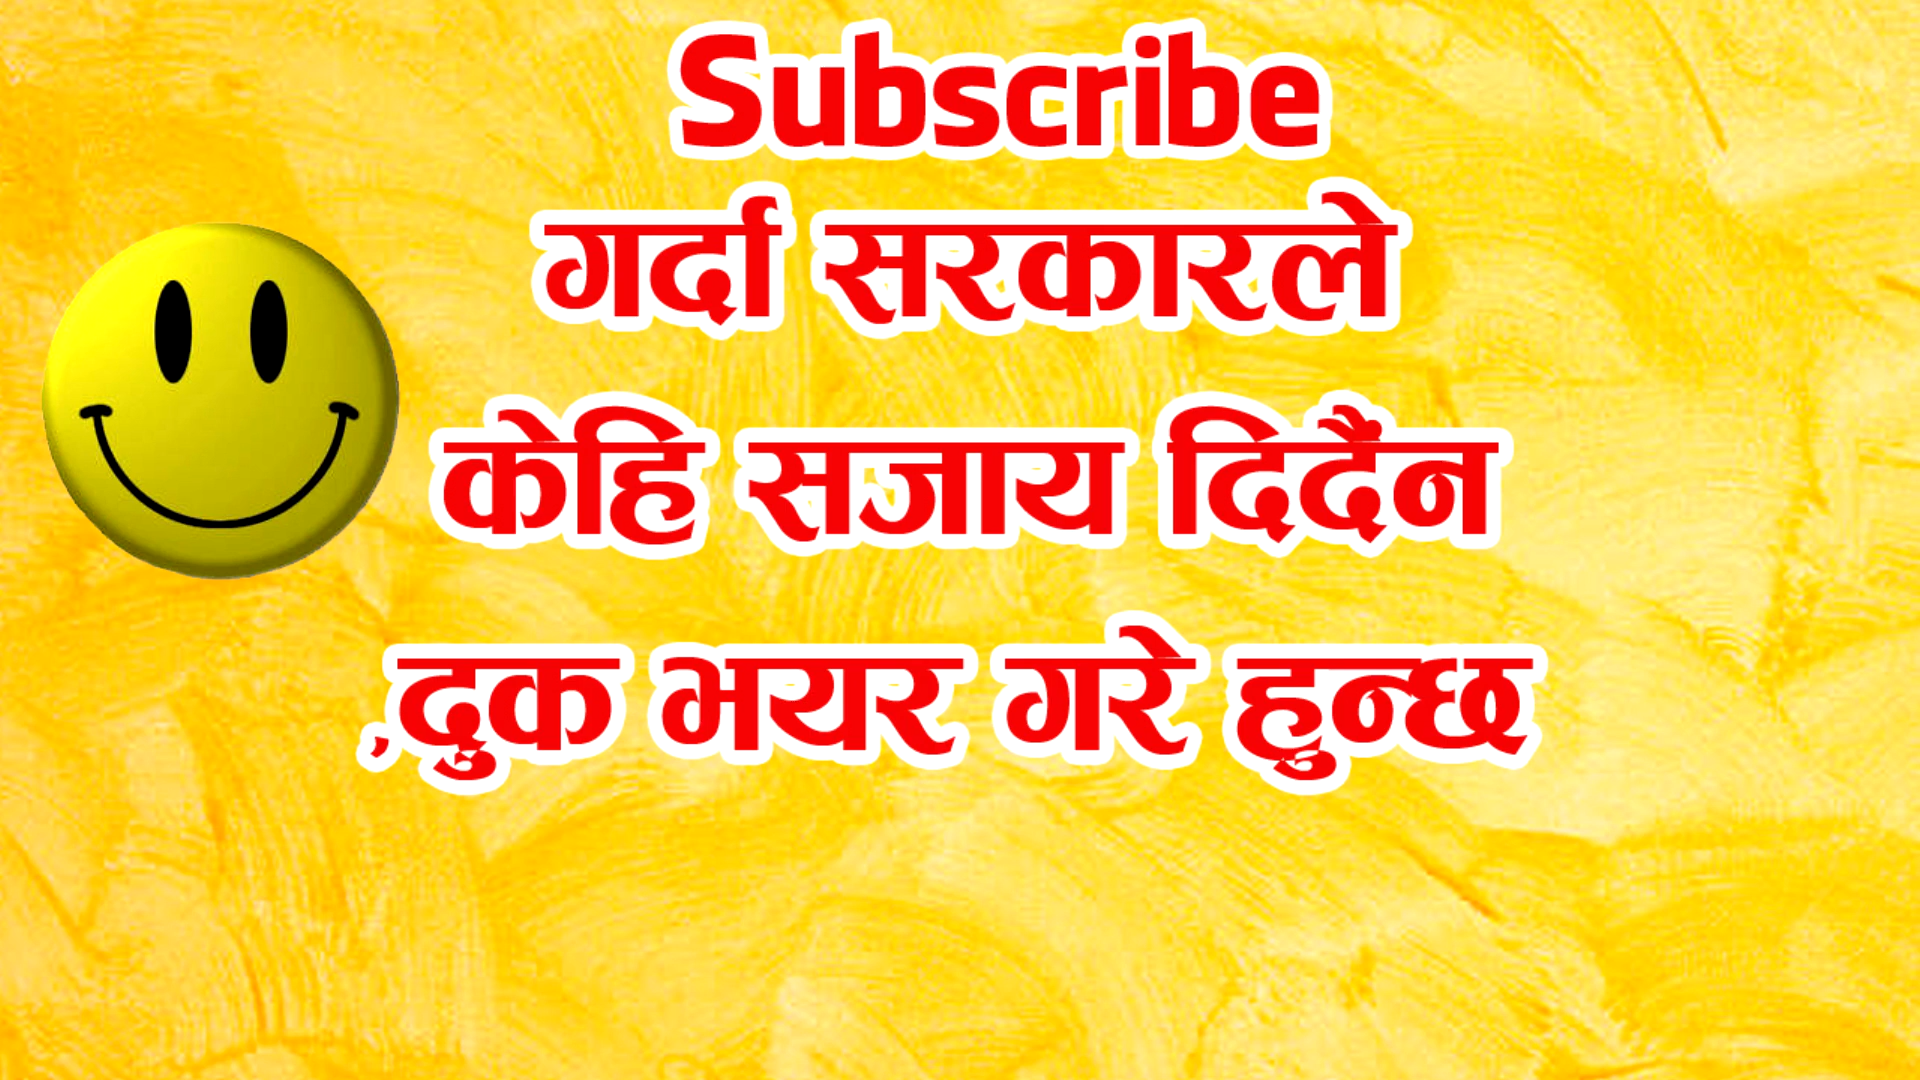 Subscribe
गर्दा सरकारले
केहि सजाय दिदैंन
,दुक भयर गरे हुन्छ